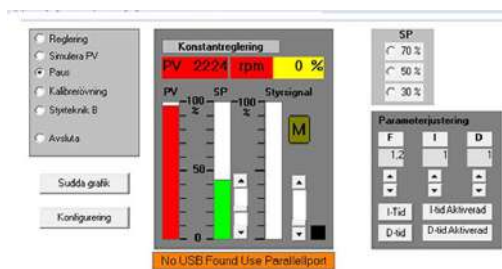 Reglering
Simulera PV
Paus
Kalibrerövning
Styrteknik B
Avsluta
Sudda grafik
Konfigurering
Konstantreglering
PV 2224 rpm 0 %
PV SP Styrsignal
100 % 100 %
M
50
0
No USB Found Use Parallellport
SP
70 %
50 %
30 %
Parameterjustering
F I D
1,2 1 1
I-Tid I-tid Aktiverad
D-tid D-tid Aktiverad